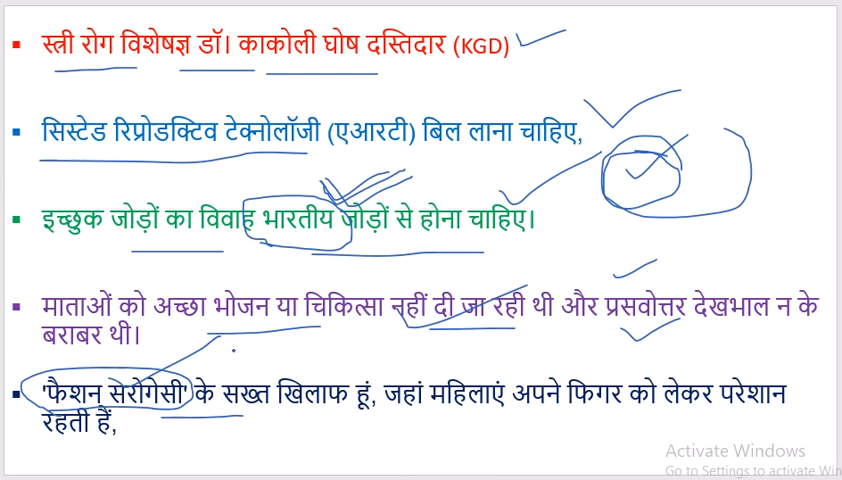 ▪ स्त्री रोग विशेषज्ञ डॉ। काकोली घोष दस्तिदार (KGD)
▪ सिस्टेड रिप्रोडक्टिव टेक्नोलॉजी (एआरटी) बिल लाना चाहिए,
▪ इच्छुक जोड़ों का विवाह भारतीय जोड़ों से होना चाहिए।
▪ माताओं को अच्छा भोजन या चिकित्सा नहीं दी जा रही थी और प्रसवोत्तर देखभाल न के
बराबर थी।
▪ 'फैशन सरोगेसी' के सख्त खिलाफ हूं, जहां महिलाएं अपने फिगर को लेकर परेशान
रहती हैं,
Activate Windows
Go to Settings to activate Win